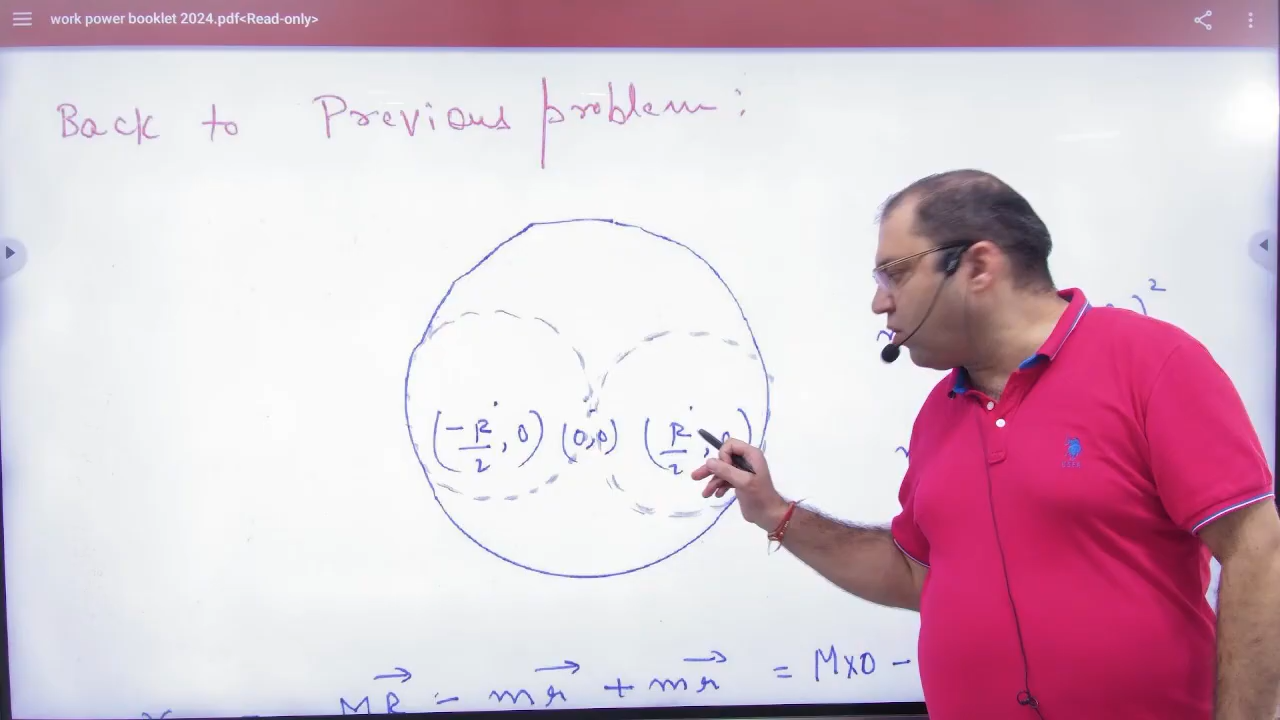 work power booklet 2024.pdf<Read-only>
Back to Previous problem:
)²
(-R/2, 0) (0,0) (R/2, 0)
MR⃗ - mr⃗ + mr⃗ = M×0 -